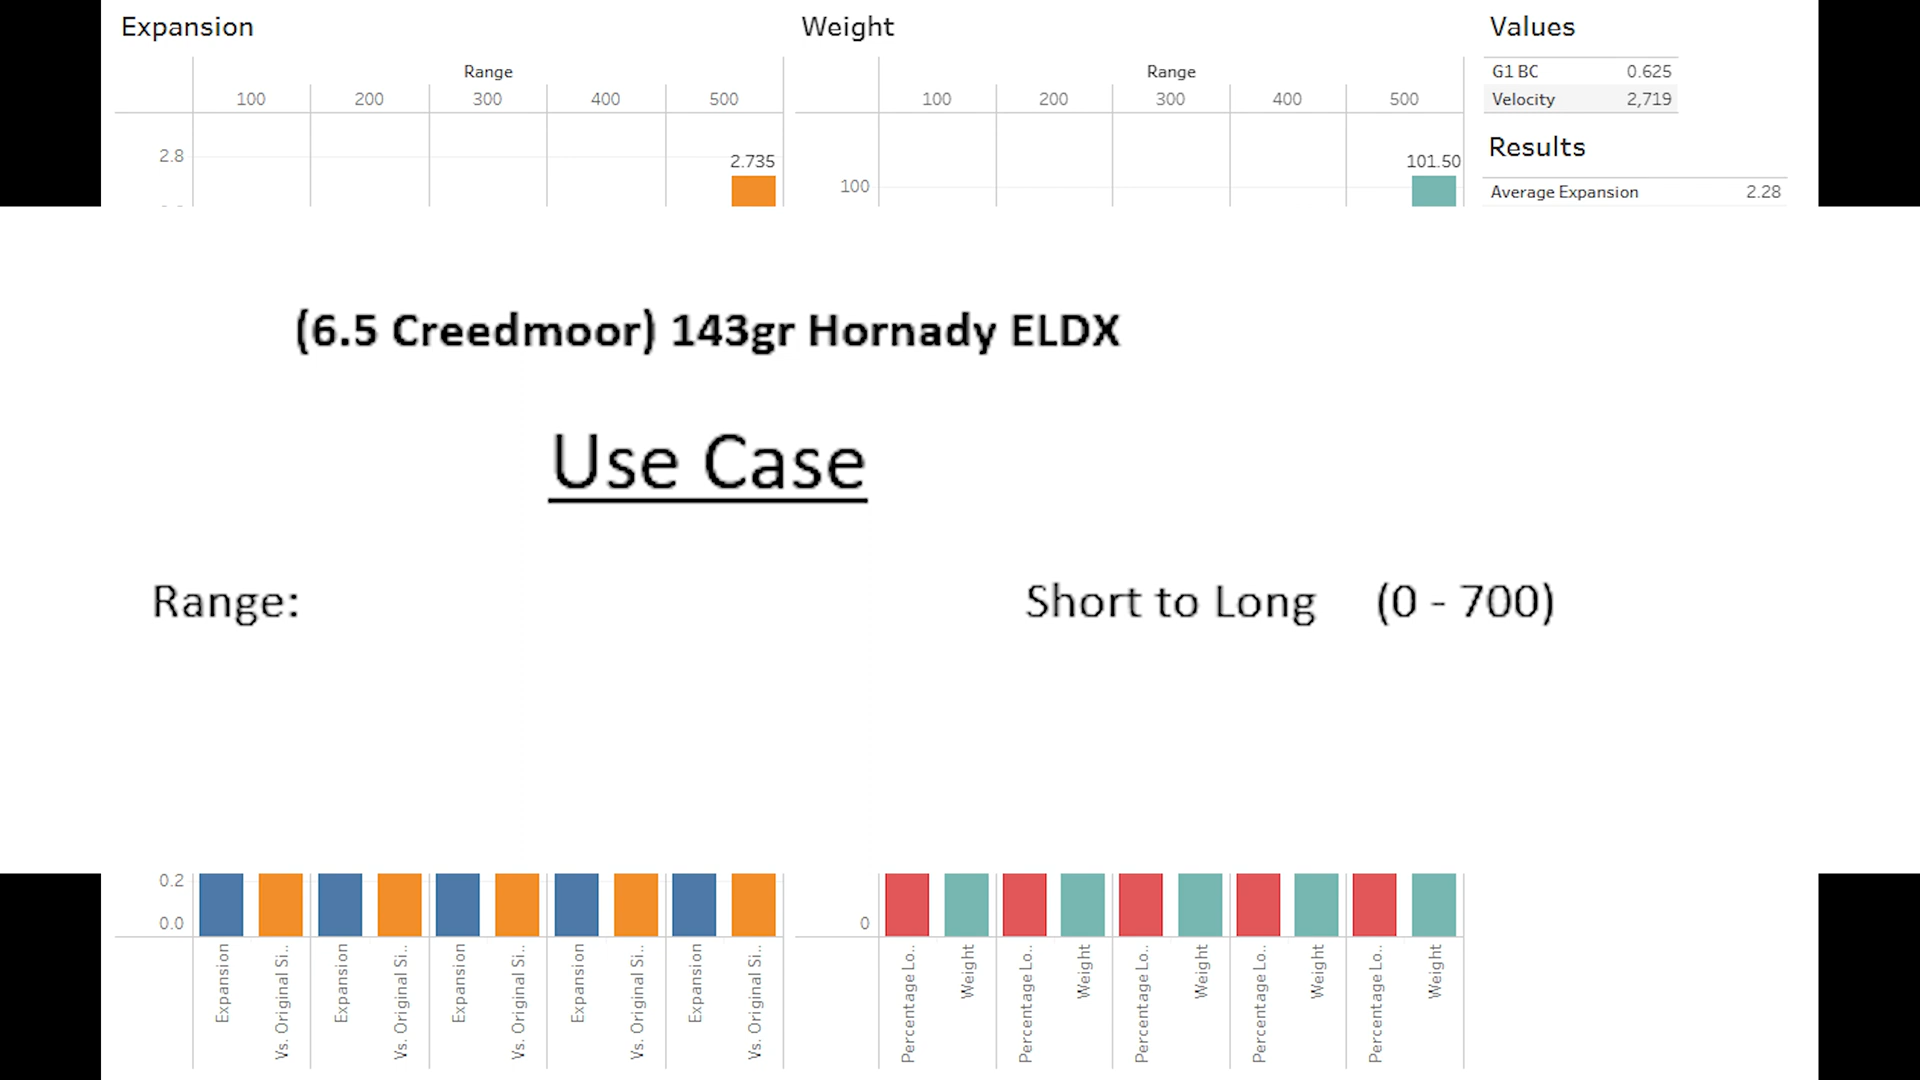 Expansion
Weight
Values
Range
Range
G1 BC 0.625
100 200 300 400 500
100 200 300 400 500
Velocity 2,719
Results
2.8
2.735
101.50
100
Average Expansion 2.28
(6.5 Creedmoor) 143gr Hornady ELDX
Use Case
Range: Short to Long (0 - 700)
0.2
0.0
0
Expansion
Vs. Original Si..
Expansion
Vs. Original Si..
Expansion
Vs. Original Si..
Expansion
Vs. Original Si..
Expansion
Vs. Original Si..
Percentage Lo..
Weight
Percentage Lo..
Weight
Percentage Lo..
Weight
Percentage Lo..
Weight
Percentage Lo..
Weight